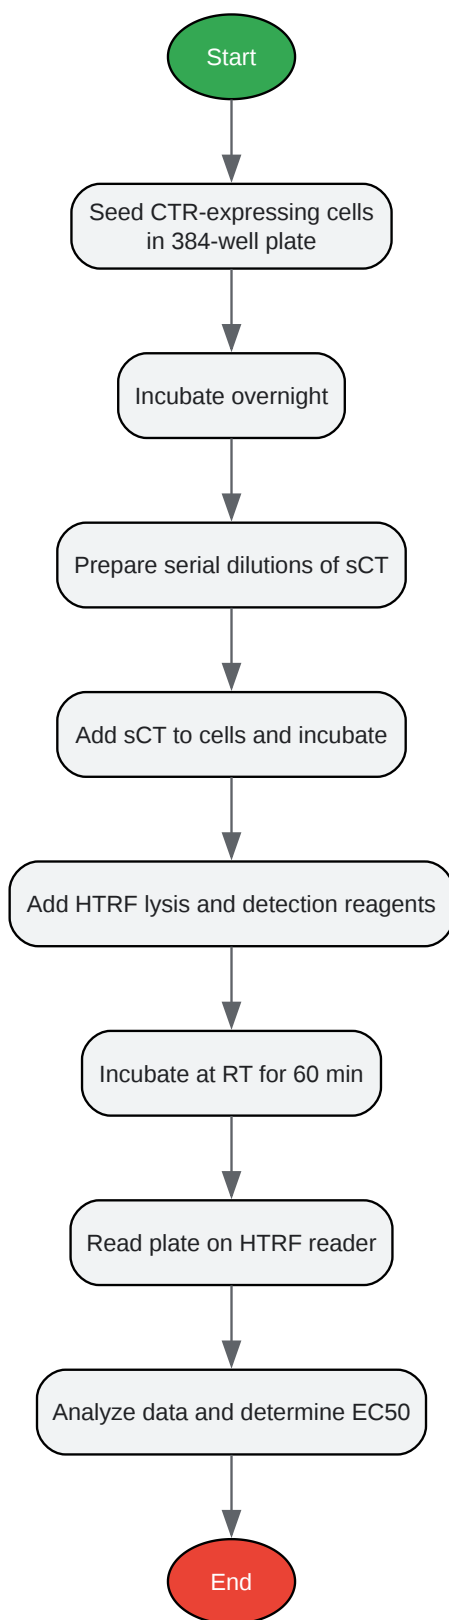 Start
Seed CTR-expressing cells
in 384-well plate
Incubate overnight
Prepare serial dilutions of sCT
Add sCT to cells and incubate
Add HTRF lysis and detection reagents
Incubate at RT for 60 min
Read plate on HTRF reader
Analyze data and determine EC50
End